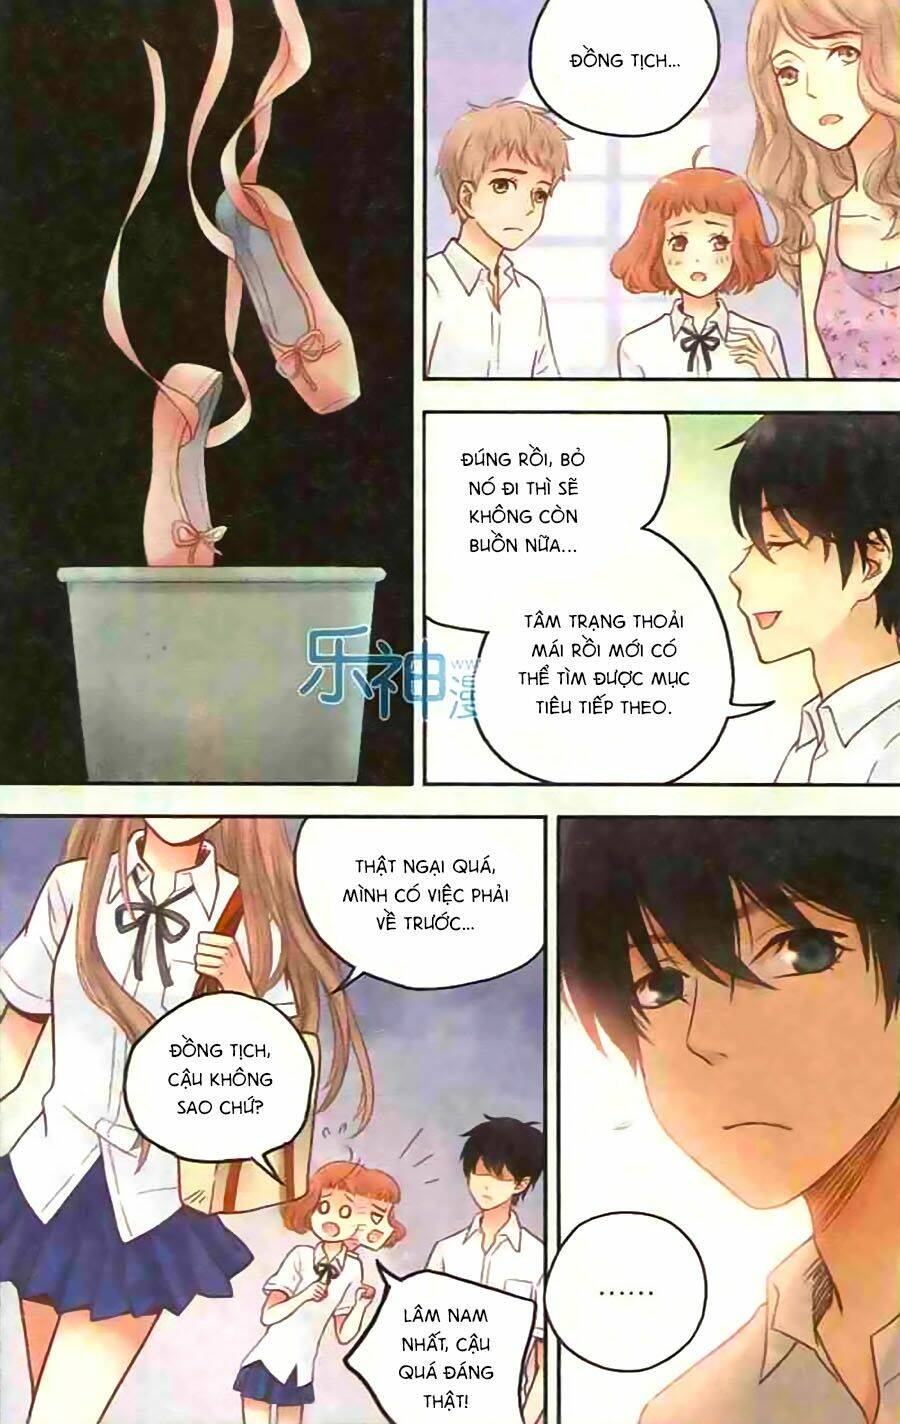 ĐỒNG TỊCH...
ĐÚNG RỒI, BỎ
NÓ ĐI THÌ SẼ
KHÔNG CÒN
BUỒN NỮA...
TÂM TRẠNG THOẢI
MÁI RỒI MỚI CÓ
THỂ TÌM ĐƯỢC MỤC
TIÊU TIẾP THEO.
乐神漫
WW
THẬT NGẠI QUÁ,
MÌNH CÓ VIỆC PHẢI
VỀ TRƯỚC...
ĐỒNG TỊCH,
CẬU KHÔNG
SAO CHỨ?
LÂM NAM
NHẤT, CẬU
QUÁ ĐÁNG
THẬT!
......